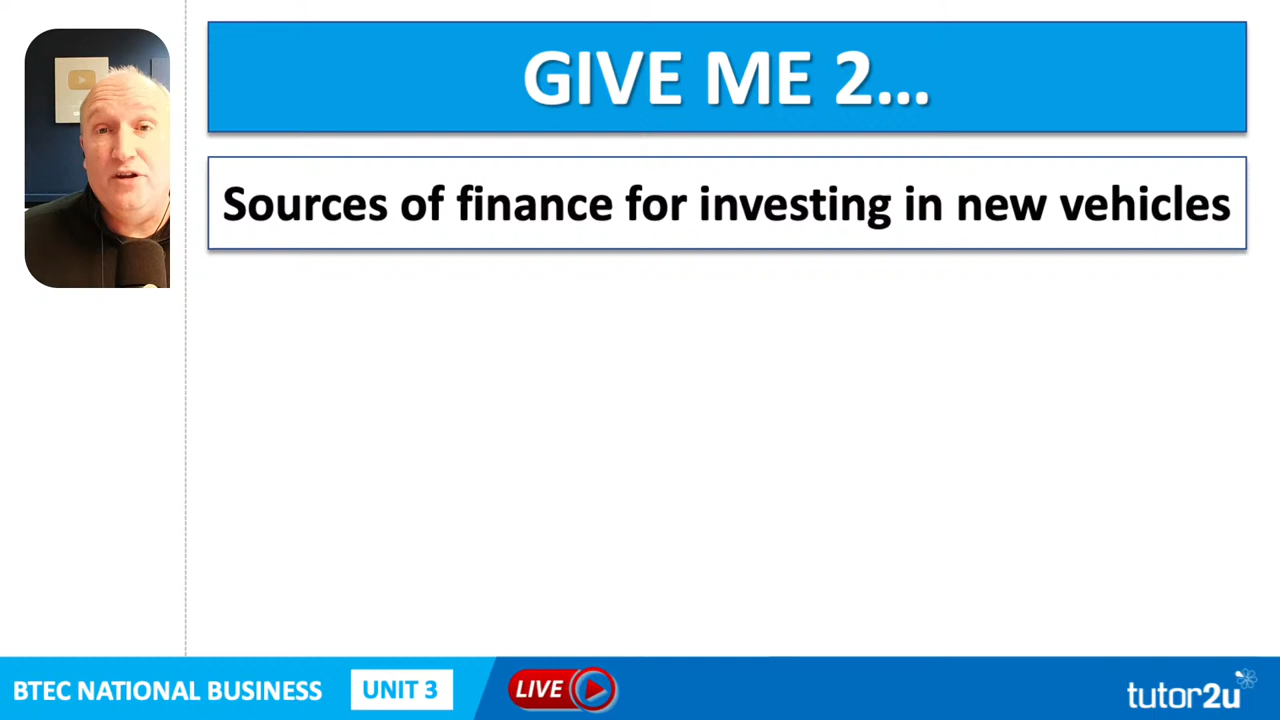 GIVE ME 2...
Sources of finance for investing in new vehicles
BTEC NATIONAL BUSINESS
UNIT 3
LIVE
tutor2u